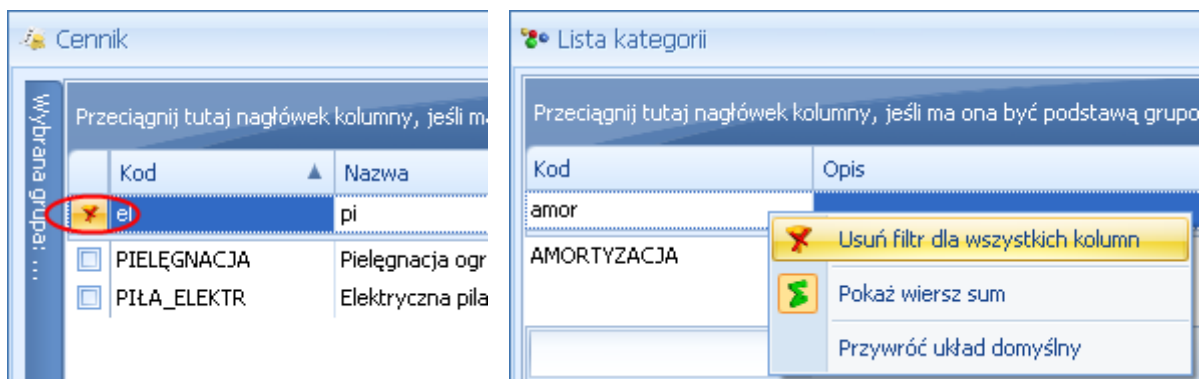 Cennik
Wybrana grupa: ...
Przeciągnij tutaj nagłówek kolumny, jeśli
Kod Nazwa
el pi
PIELĘGNACJA Pielęgnacja ogr
PIŁA_ELEKTR Elektryczna pila
Lista kategorii
Przeciągnij tutaj nagłówek kolumny, jeśli ma ona być podstawą grupo
Kod Opis
amor
AMORTYZACJA
Usuń filtr dla wszystkich kolumn
Pokaż wiersz sum
Przywróć układ domyślny